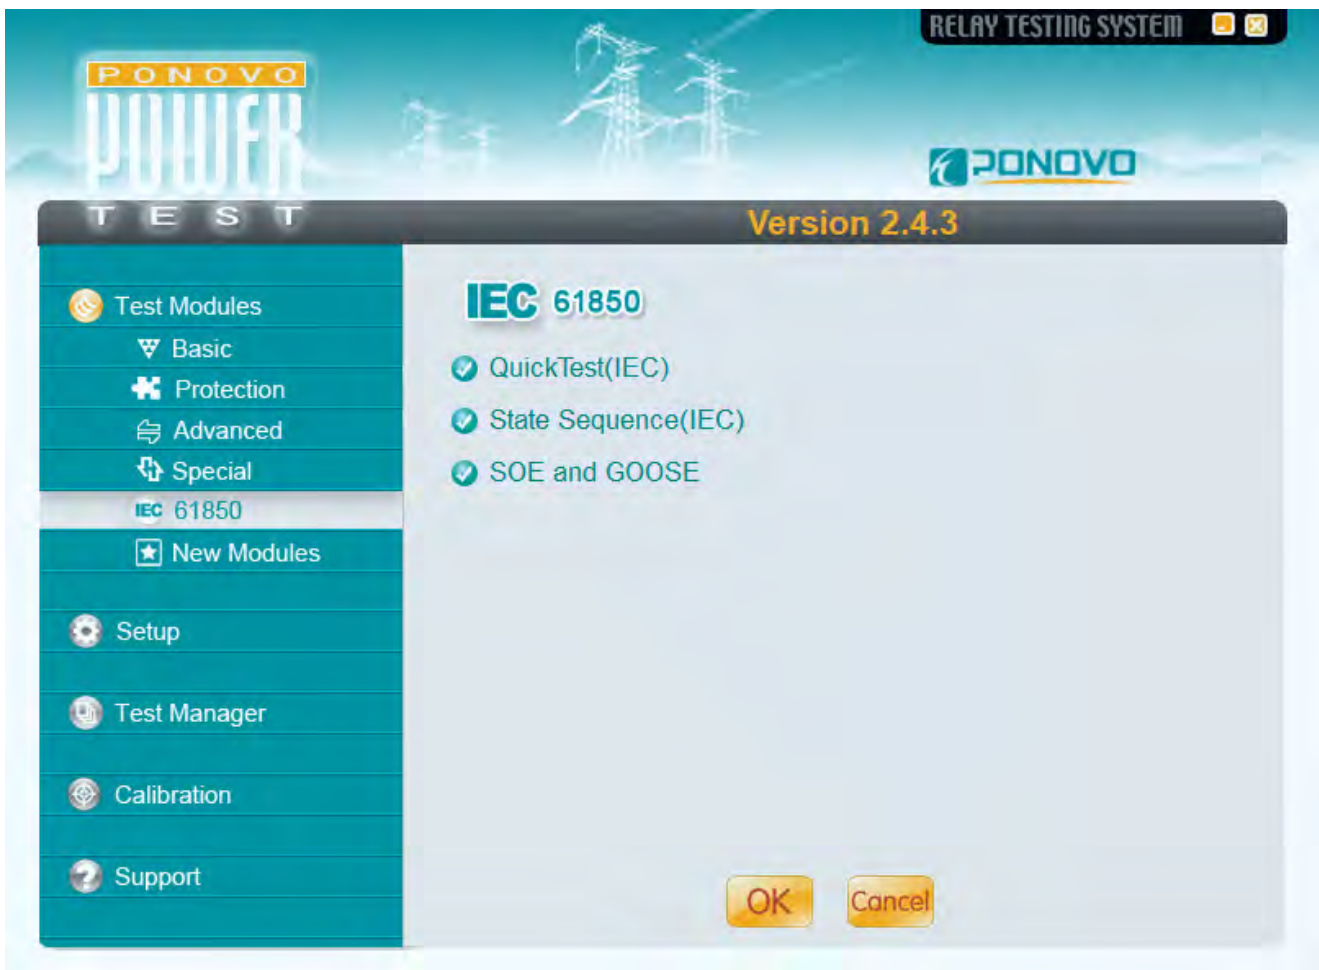 RELAY TESTING SYSTEM
PONOVO
POWER
TEST
PONOVO
Version 2.4.3
Test Modules
Basic
Protection
Advanced
Special
IEC 61850
New Modules
Setup
Test Manager
Calibration
Support
IEC 61850
QuickTest(IEC)
State Sequence(IEC)
SOE and GOOSE
OK
Cancel